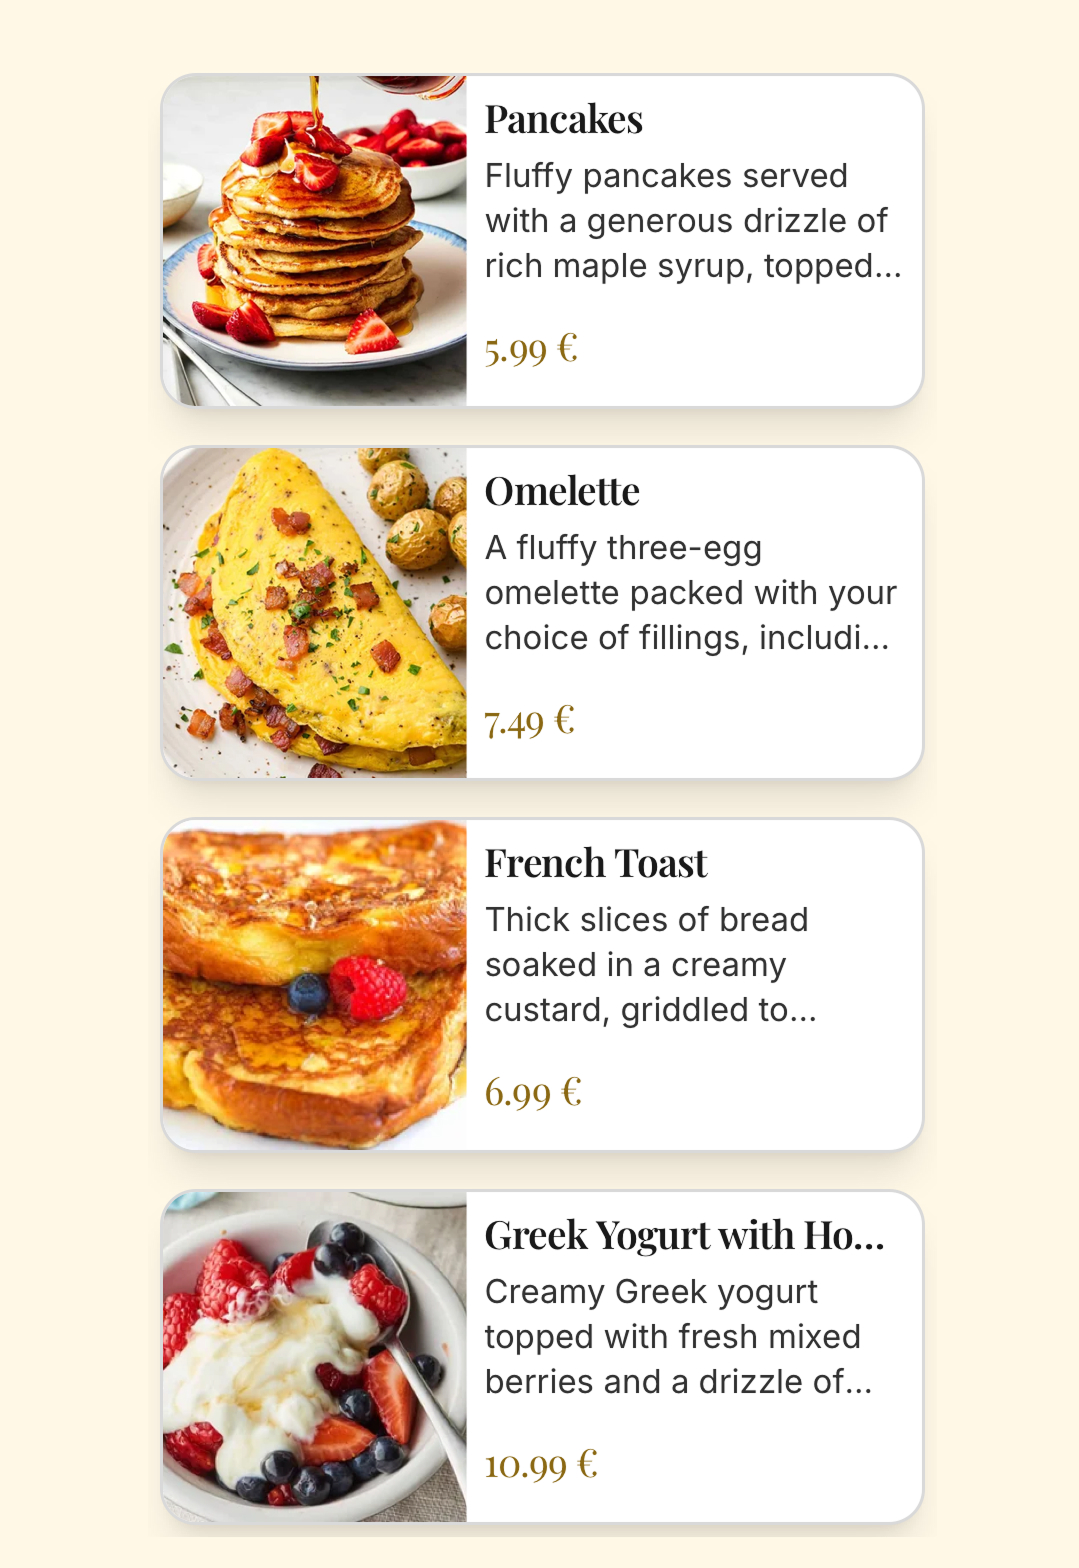 Pancakes
Fluffy pancakes served
with a generous drizzle of
rich maple syrup, topped...
5.99 €
Omelette
A fluffy three-egg
omelette packed with your
choice of fillings, includi...
7.49 €
French Toast
Thick slices of bread
soaked in a creamy
custard, griddled to...
6.99 €
Greek Yogurt with Ho...
Creamy Greek yogurt
topped with fresh mixed
berries and a drizzle of...
10.99 €